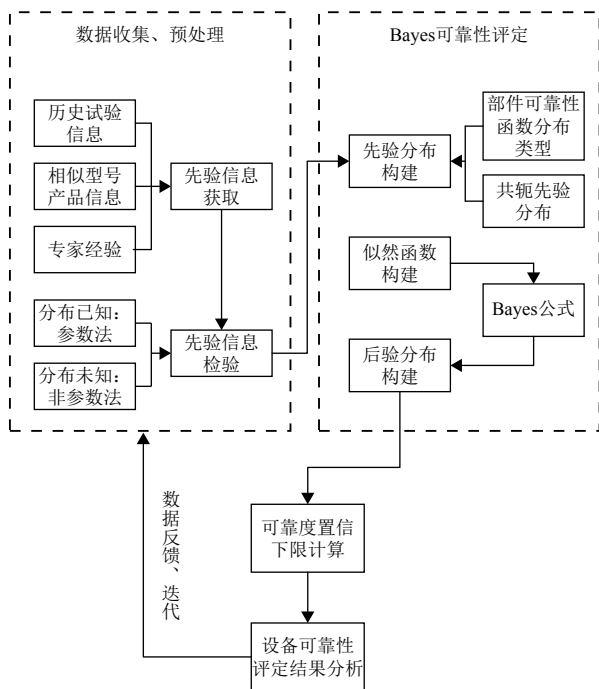 数据收集、预处理
历史试验
信息
相似型号
产品信息
专家经验
先验信息
获取
分布已知:
参数法
分布未知:
非参数法
先验信息
检验
Bayes可靠性评定
先验分布
构建
部件可靠性
函数分布
类型
共轭先验
分布
似然函数
构建
Bayes公式
后验分布
构建
可靠度置信
下限计算
设备可靠性
评定结果分析
数据反馈、迭代